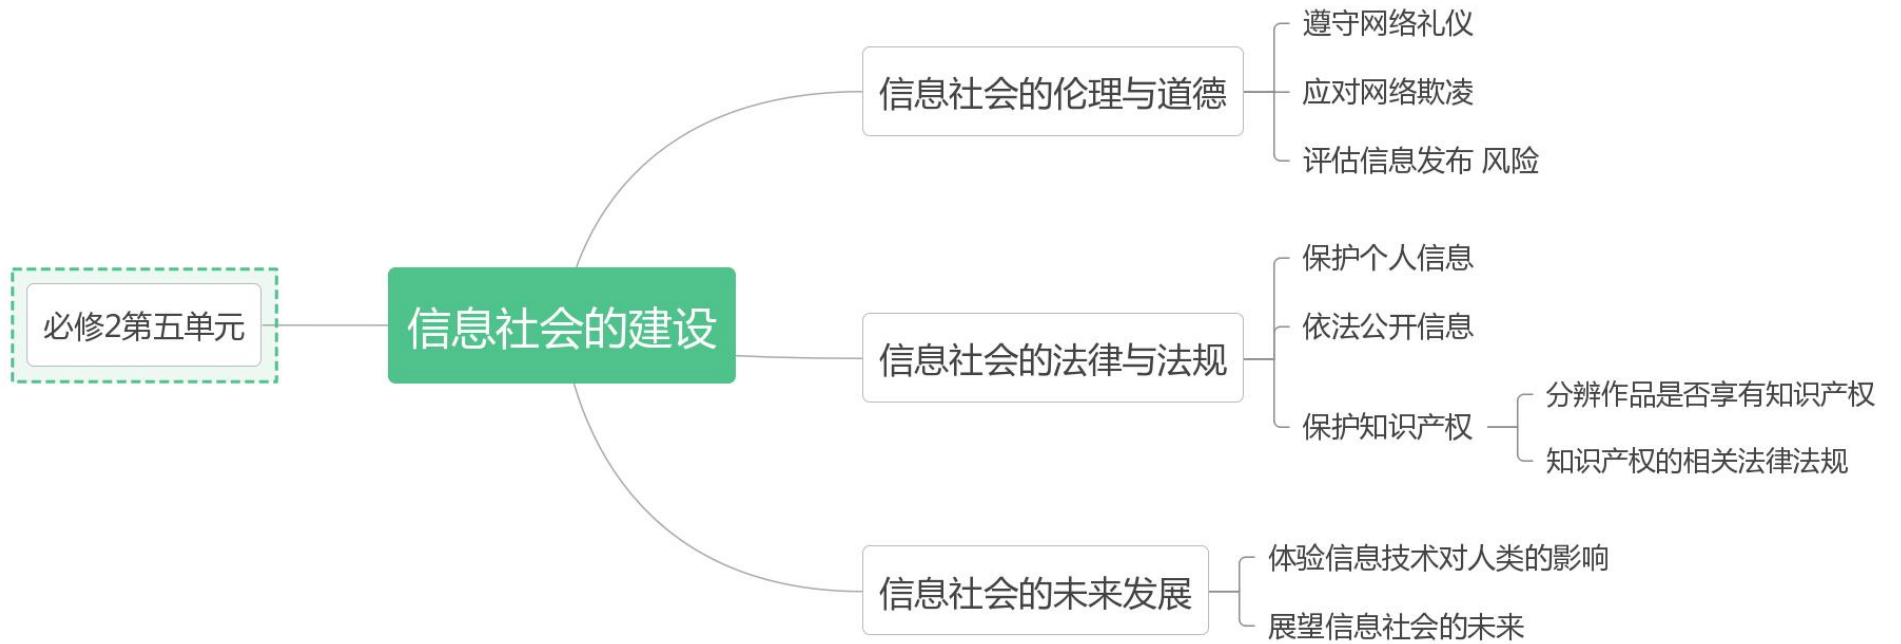 必修2第五单元
信息社会的建设
信息社会的伦理与道德
遵守网络礼仪
应对网络欺凌
评估信息发布 风险
信息社会的法律与法规
保护个人信息
依法公开信息
保护知识产权
分辨作品是否享有知识产权
知识产权的相关法律法规
信息社会的未来发展
体验信息技术对人类的影响
展望信息社会的未来